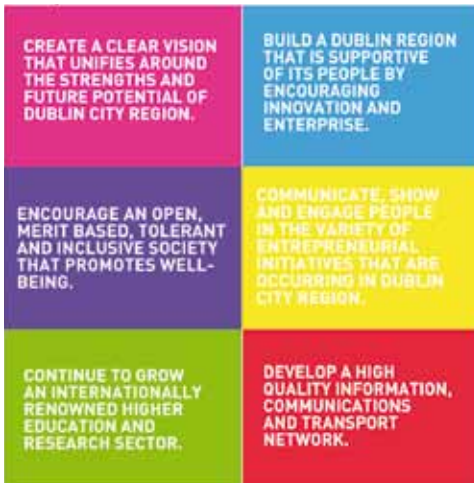 CREATE A CLEAR VISION
THAT UNIFIES AROUND
THE STRENGTHS AND
FUTURE POTENTIAL OF
DUBLIN CITY REGION.
BUILD A DUBLIN REGION
THAT IS SUPPORTIVE
OF ITS PEOPLE BY
ENCOURAGING
INNOVATION AND
ENTERPRISE.
ENCOURAGE AN OPEN,
MERIT BASED, TOLERANT
AND INCLUSIVE SOCIETY
THAT PROMOTES WELL-
BEING.
COMMUNICATE, SHOW
AND ENGAGE PEOPLE
IN THE VARIETY OF
ENTREPRENEURIAL
INITIATIVES THAT ARE
OCCURRING IN DUBLIN
CITY REGION.
CONTINUE TO GROW
AN INTERNATIONALLY
RENOWNED HIGHER
EDUCATION AND
RESEARCH SECTOR.
DEVELOP A HIGH
QUALITY INFORMATION,
COMMUNICATIONS
AND TRANSPORT
NETWORK.